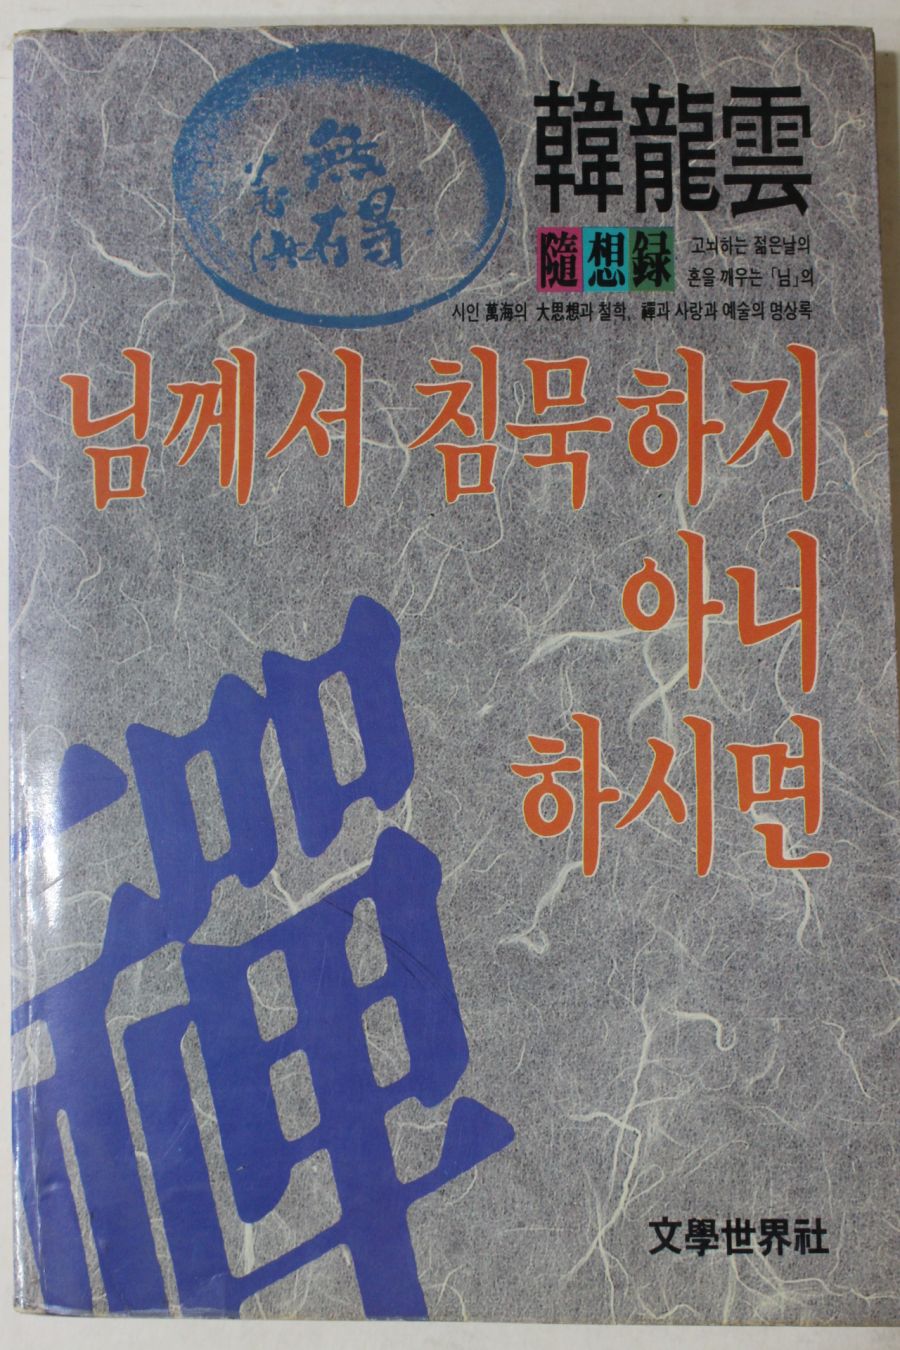 韓龍雲
隨想録
고뇌하는 젊은날의
혼을 깨우는 「님」의
시인 萬海의 大思想과 철학, 禪과 사랑과 예술의 명상록
님께서 침묵하지
아니
하시면
禪
文學世界社